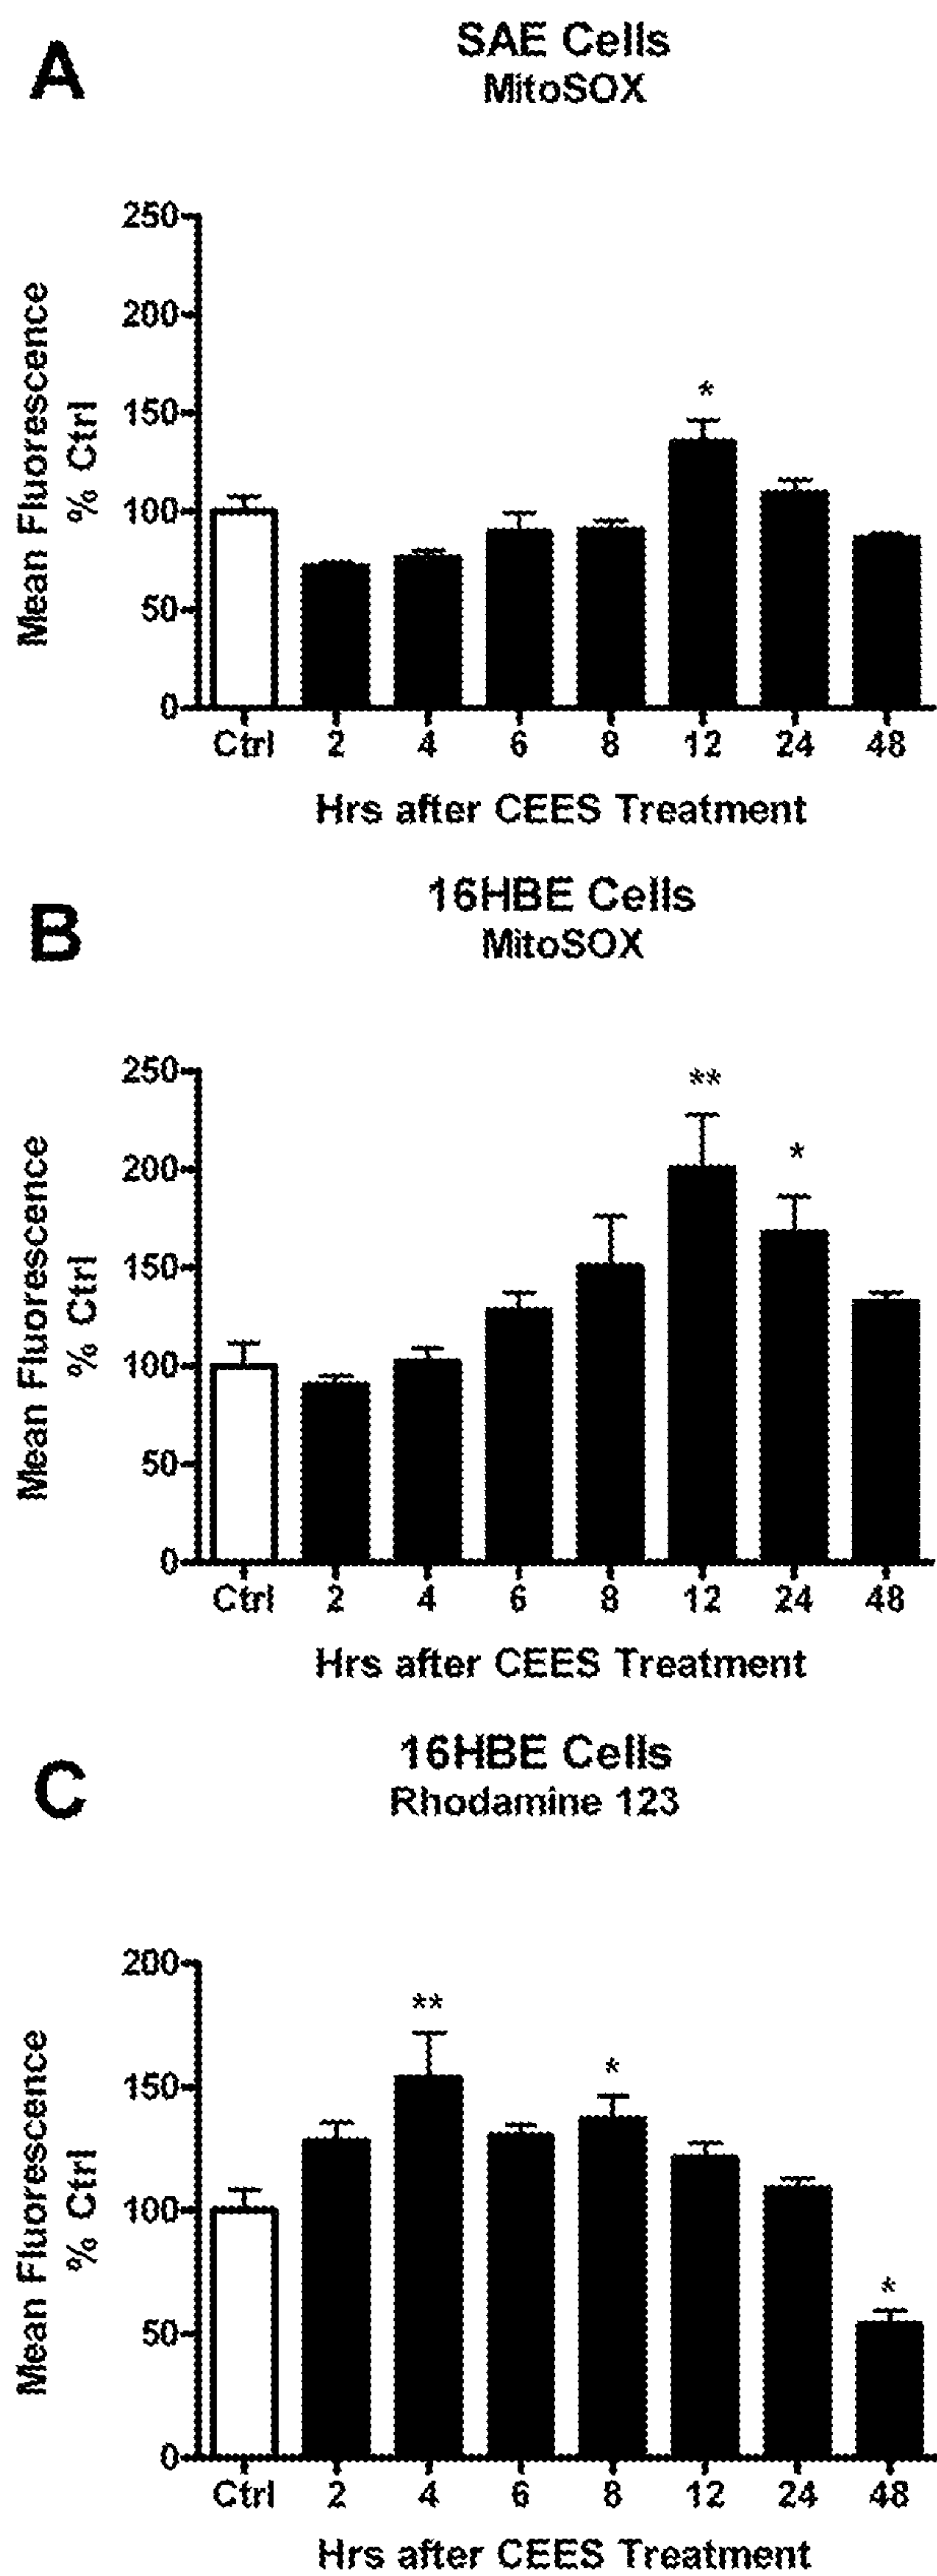 A
SAE Cells
MitoSOX
250
200
150
100
50
0
Mean Fluorescence
% Ctrl
*
Ctrl 2 4 6 8 12 24 48
Hrs after CEES Treatment
B
16HBE Cells
MitoSOX
250
200
150
100
50
0
Mean Fluorescence
% Ctrl
**
*
Ctrl 2 4 6 8 12 24 48
Hrs after CEES Treatment
C
16HBE Cells
Rhodamine 123
200
150
100
50
0
Mean Fluorescence
% Ctrl
**
*
*
Ctrl 2 4 6 8 12 24 48
Hrs after CEES Treatment